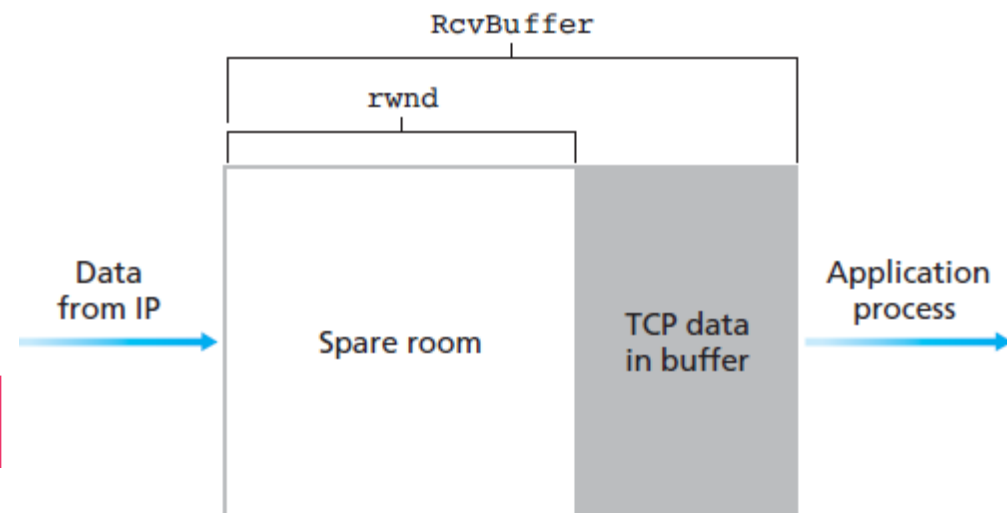 RcvBuffer
rwnd
Data
from IP
Spare room
TCP data
in buffer
Application
process